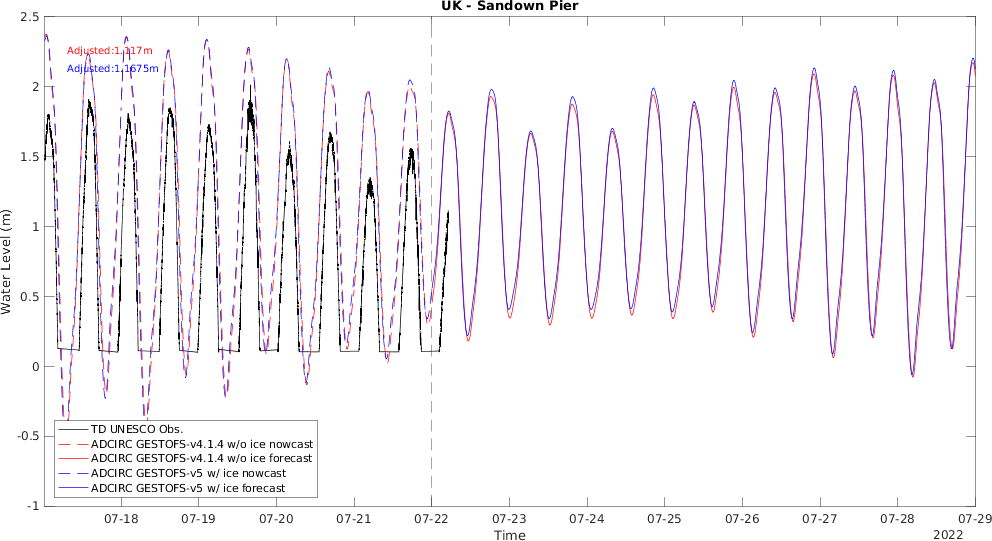 UK - Sandown Pier
2.5
2
1.5
1
0.5
0
-0.5
-1
Water Level (m)
Adjusted:1.117m
Adjusted:1.1675m
TD UNESCO Obs.
ADCIRC GESTOFS-v4.1.4 w/o ice nowcast
ADCIRC GESTOFS-v4.1.4 w/o ice forecast
ADCIRC GESTOFS-v5 w/ ice nowcast
ADCIRC GESTOFS-v5 w/ ice forecast
07-18 07-19 07-20 07-21 07-22 07-23 07-24 07-25 07-26 07-27 07-28 07-29
Time
2022